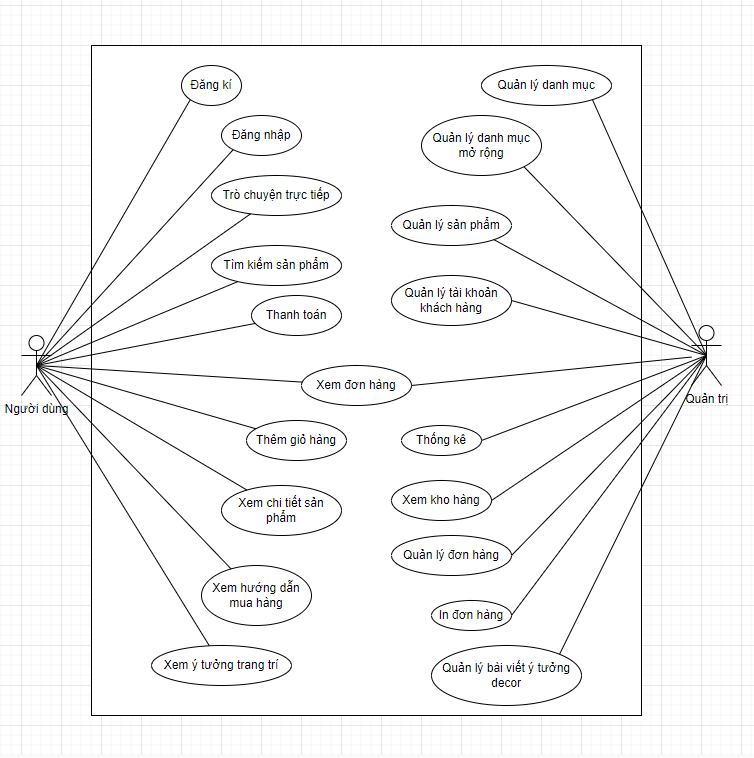 Đăng kí
Quản lý danh mục
Đăng nhập
Quản lý danh mục
mở rộng
Trò chuyện trực tiếp
Quản lý sản phẩm
Tìm kiếm sản phẩm
Quản lý tài khoản
khách hàng
Thanh toán
Xem đơn hàng
Người dùng
Quản trị
Thêm giỏ hàng
Thống kê
Xem chi tiết sản
phẩm
Xem kho hàng
Quản lý đơn hàng
Xem hướng dẫn
mua hàng
In đơn hàng
Xem ý tưởng trang trí
Quản lý bài viết ý tưởng
decor